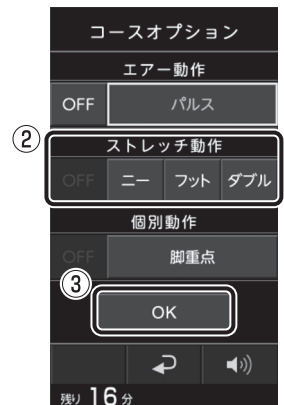 コースオプション
エアー動作
OFF パルス
② ストレッチ動作
OFF ニー フット ダブル
個別動作
OFF 脚重点
③
OK
残り 16 分